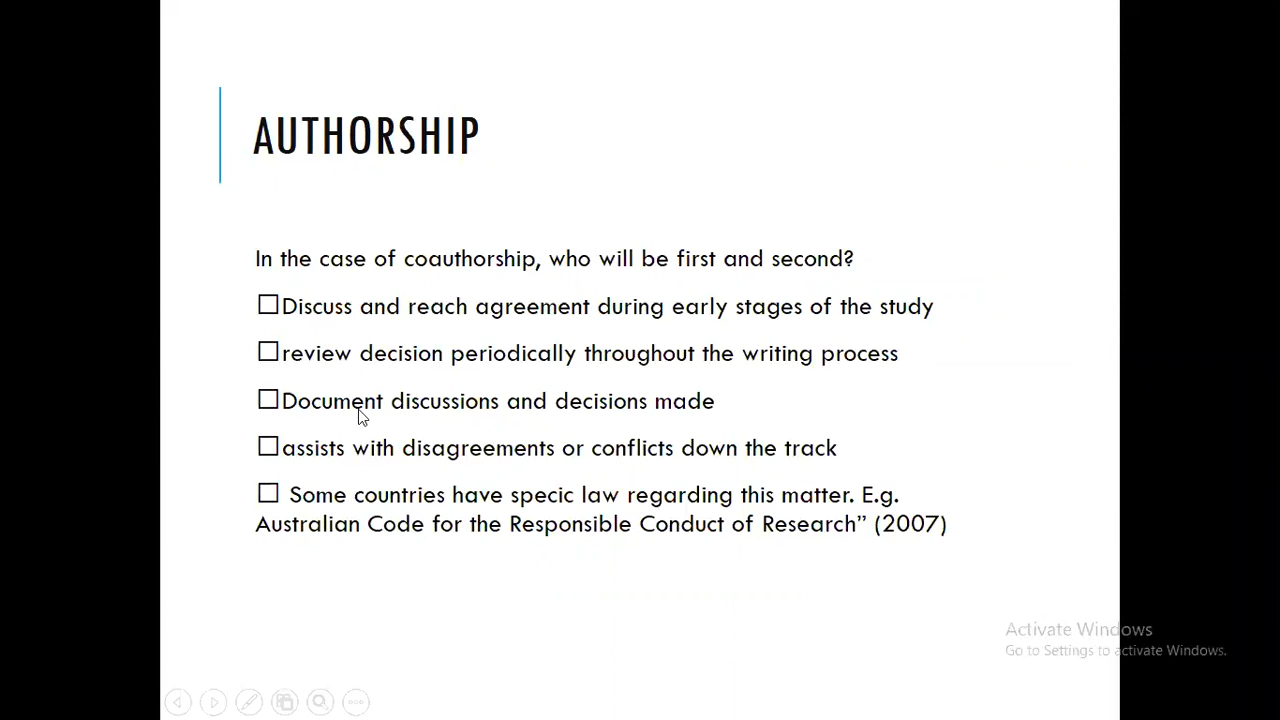 AUTHORSHIP
In the case of coauthorship, who will be first and second?
☐Discuss and reach agreement during early stages of the study
☐review decision periodically throughout the writing process
☐Document discussions and decisions made
☐assists with disagreements or conflicts down the track
☐ Some countries have specic law regarding this matter. E.g.
Australian Code for the Responsible Conduct of Research” (2007)
Activate Windows
Go to Settings to activate Windows.